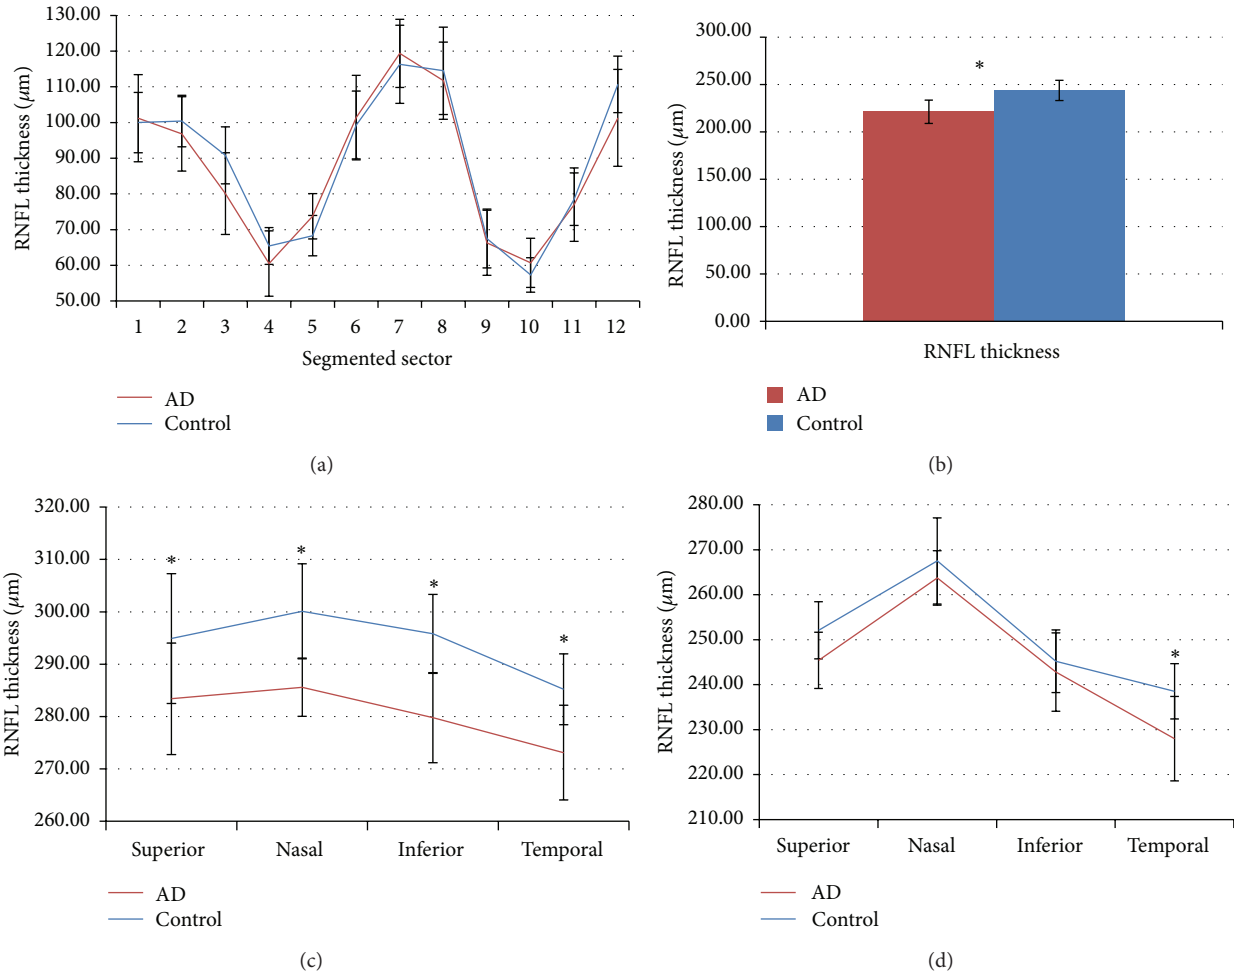 130.00
120.00
110.00
100.00
90.00
80.00
70.00
60.00
50.00
RNFL thickness (μm)
1 2 3 4 5 6 7 8 9 10 11 12
Segmented sector
AD
Control
(a)
300.00
250.00
200.00
150.00
100.00
50.00
0.00
RNFL thickness (μm)
*
RNFL thickness
AD
Control
(b)
320.00
310.00
300.00
290.00
280.00
270.00
260.00
RNFL thickness (μm)
* * * *
Superior Nasal Inferior Temporal
AD
Control
(c)
280.00
270.00
260.00
250.00
240.00
230.00
220.00
210.00
RNFL thickness (μm)
*
Superior Nasal Inferior Temporal
AD
Control
(d)